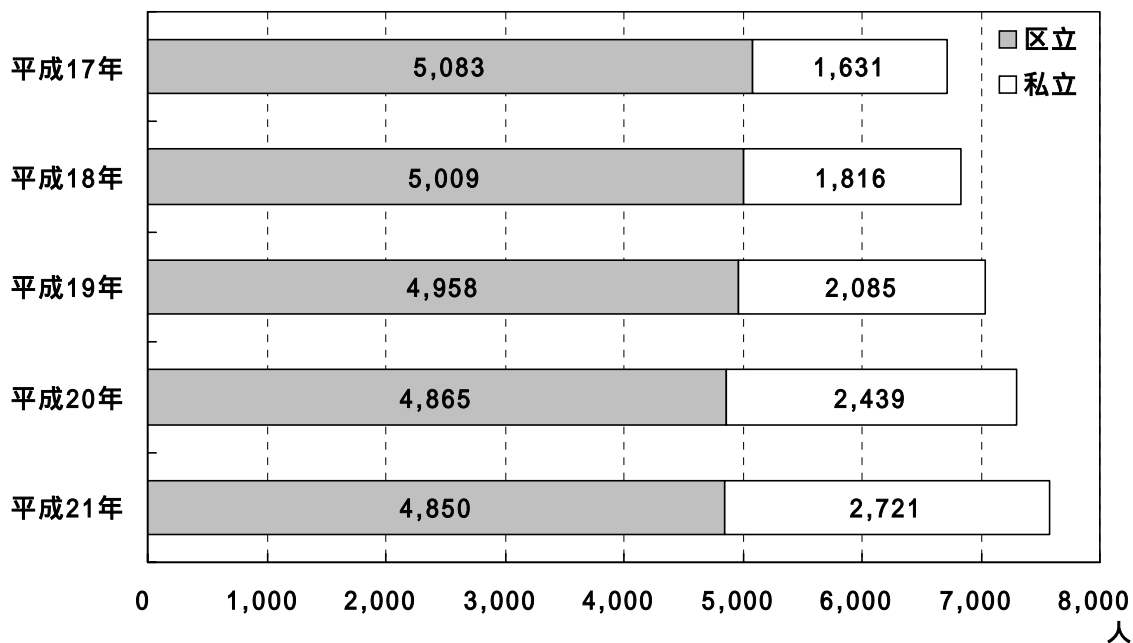 区立
私立
平成17年 5,083 1,631
平成18年 5,009 1,816
平成19年 4,958 2,085
平成20年 4,865 2,439
平成21年 4,850 2,721
0 1,000 2,000 3,000 4,000 5,000 6,000 7,000 8,000
人